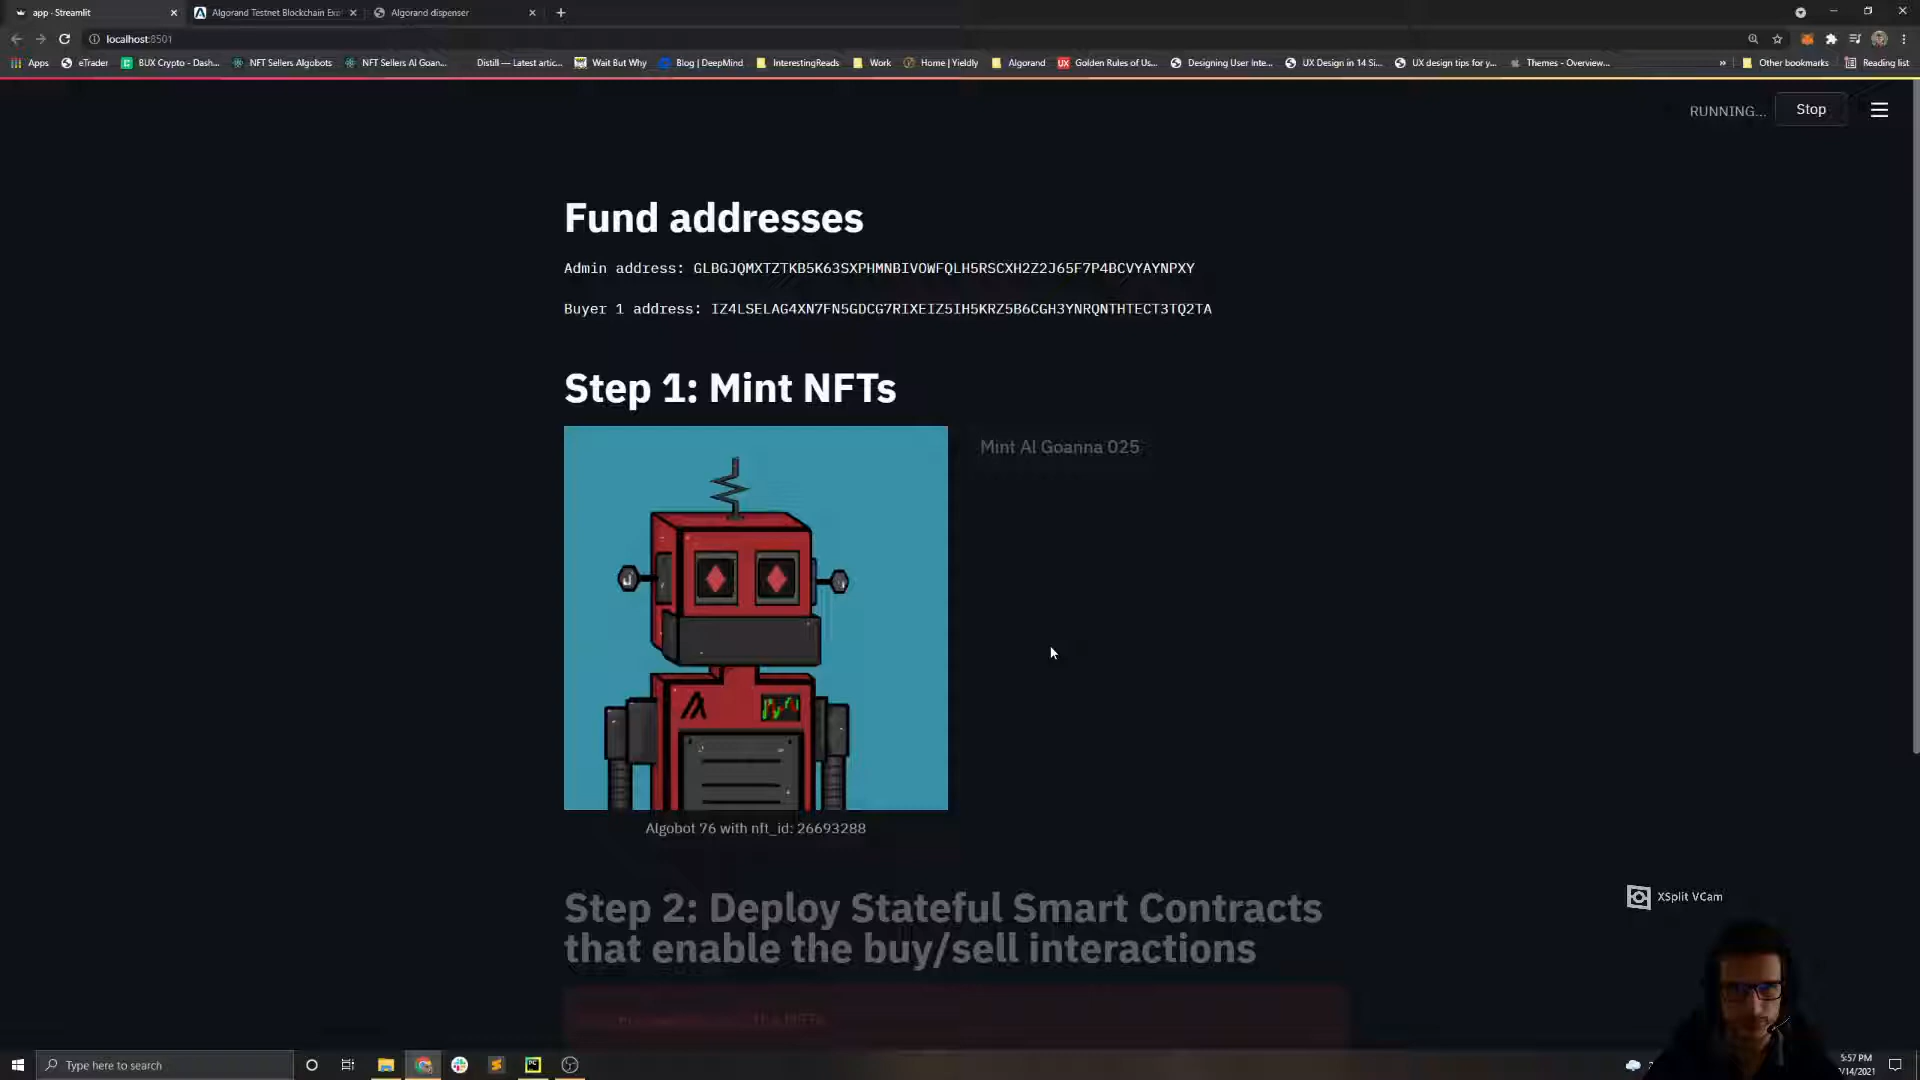 app · Streamlit
Algorand Testnet Blockchain Exp
Algorand dispenser
localhost:8501
Apps
eTrader
BUX Crypto - Dash...
NFT Sellers Algobots
NFT Sellers Al Goan...
Distill — Latest artic...
Wait But Why
Blog | DeepMind
InterestingReads
Work
Home | Yieldly
Algorand
Golden Rules of Us...
Designing User Inte...
UX Design in 14 Si...
UX design tips for y...
Themes - Overview...
»
Other bookmarks
Reading list
RUNNING...
Stop
Fund addresses
Admin address: GLBGJQMXTZTKB5K63SXPHMNBIVOWFQLH5RSCXH2Z2J65F7P4BCVYAYNPXY
Buyer 1 address: IZ4LSELAG4XN7FN5GDCG7RIXEIZ5IH5KRZ5B6CGH3YNRQNTHTECT3TQ2TA
Step 1: Mint NFTs
Mint Al Goanna 025
Algobot 76 with nft_id: 26693288
Step 2: Deploy Stateful Smart Contracts
that enable the buy/sell interactions
XSplit VCam
Type here to search
5:57 PM
/14/2021